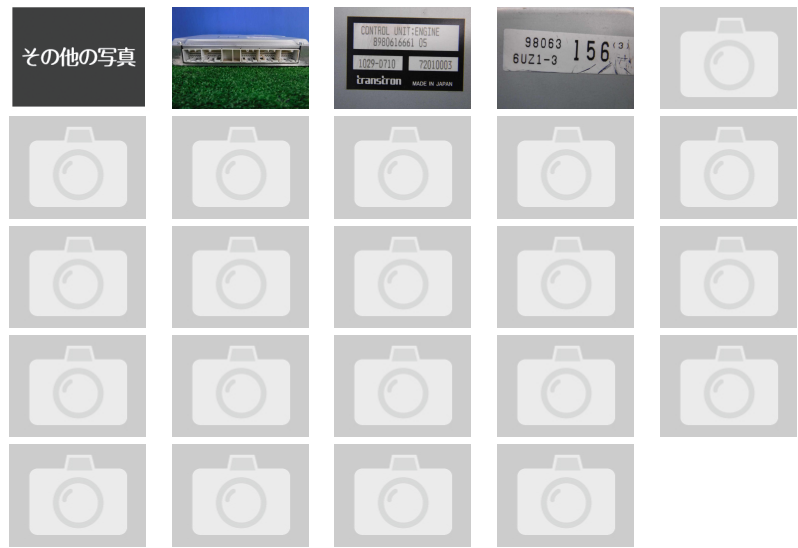 その他の写真
CONTROL UNIT:ENGINE
8980616661 05
1029-0710 72010003
transtron MADE IN JAPAN
98063 156 (3)
6UZ1-3